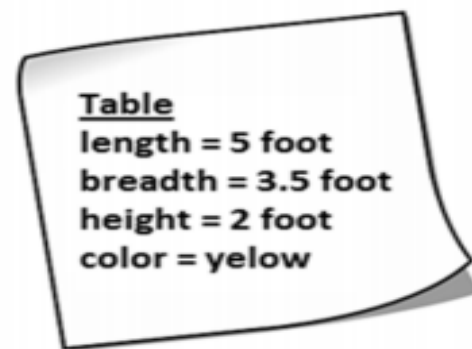 Table
length = 5 foot
breadth = 3.5 foot
height = 2 foot
color = yelow